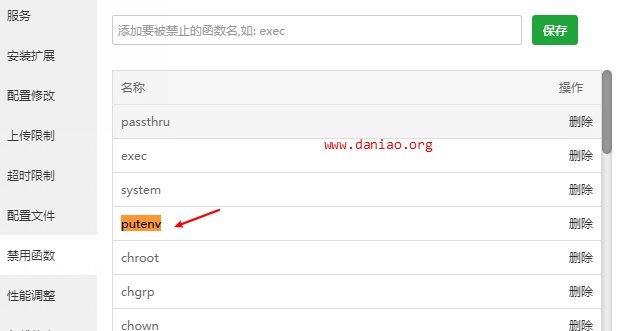 服务
安装扩展
配置修改
上传限制
超时限制
配置文件
禁用函数
性能调整
添加要被禁止的函数名,如: exec
保存
名称 操作
passthru 删除
www.daniao.org
exec 删除
system 删除
putenv 删除
chroot 删除
chgrp 删除
chown 删除